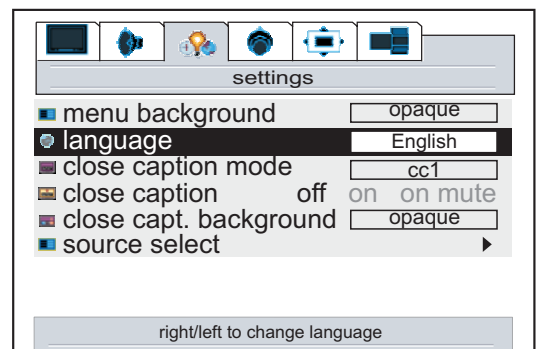 settings
menu background opaque
language English
close caption mode cc1
close caption off on on mute
close capt. background opaque
source select
right/left to change language